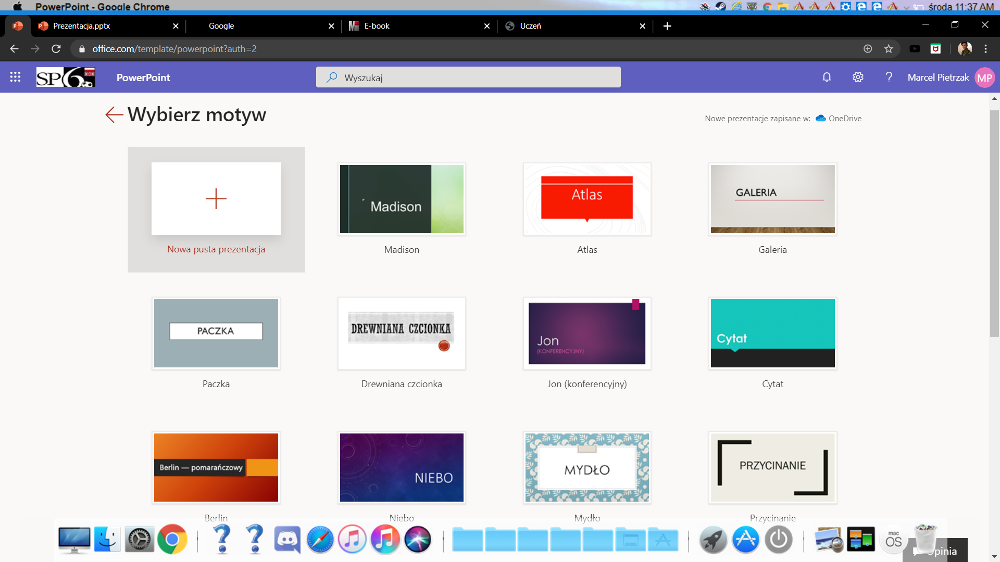 PowerPoint - Google Chrome
środa 11:37 AM
Prezentacja.pptx
Google
E-book
Uczeń
office.com/template/powerpoint?auth=2
SP6
PowerPoint
Wyszukaj
Marcel Pietrzak
MP
Wybierz motyw
Nowe prezentacje zapisane w: OneDrive
Nowa pusta prezentacja
Madison
Madison
Atlas
Atlas
GALERIA
Galeria
PACZKA
Paczka
DREWNIANA CZCIONKA
Drewniana czcionka
Jon
(KONFERENCYJNY)
Jon (konferencyjny)
Cytat
Cytat
Berlin — pomarańczowy
Berlin
NIEBO
Niebo
MYDŁO
Mydło
PRZYCINANIE
Przycinanie
mac
OS
Opinia